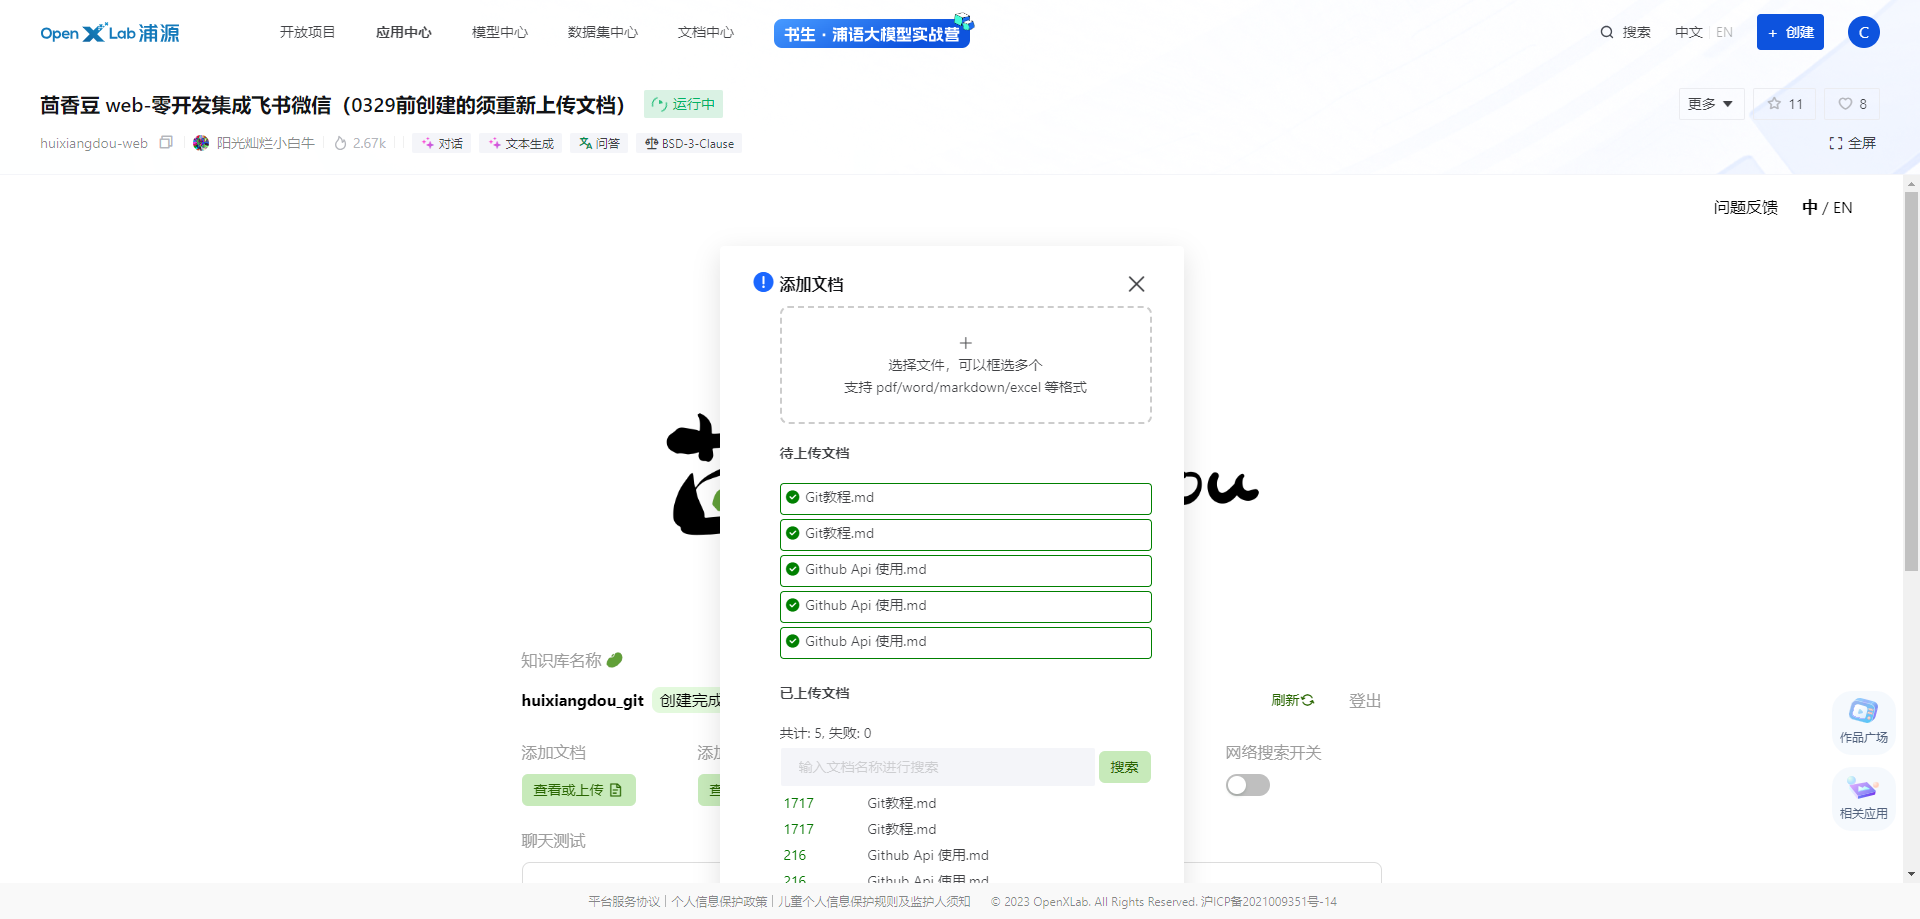 Open X Lab 浦源
开放项目
应用中心
模型中心
数据集中心
文档中心
书生·浦语大模型实战营
搜索
中文 | EN
+ 创建
C
茴香豆 web-零开发集成飞书微信（0329前创建的须重新上传文档）
运行中
更多
11
8
huixiangdou-web
阳光灿烂小白牛
2.67k
对话
文本生成
问答
BSD-3-Clause
全屏
问题反馈
中 / EN
添加文档
选择文件，可以框选多个
支持 pdf/word/markdown/excel 等格式
待上传文档
Git教程.md
Git教程.md
Github Api 使用.md
Github Api 使用.md
Github Api 使用.md
已上传文档
共计: 5, 失败: 0
输入文档名称进行搜索
搜索
1717 Git教程.md
1717 Git教程.md
216 Github Api 使用.md
216 Github Api 使用.md
ou
知识库名称
huixiangdou_git
创建完成
刷新
登出
添加文档
添加
网络搜索开关
查看或上传
查
聊天测试
作品广场
相关应用
平台服务协议 | 个人信息保护政策 | 儿童个人信息保护规则及监护人须知 © 2023 OpenXLab. All Rights Reserved. 沪ICP备2021009351号-14